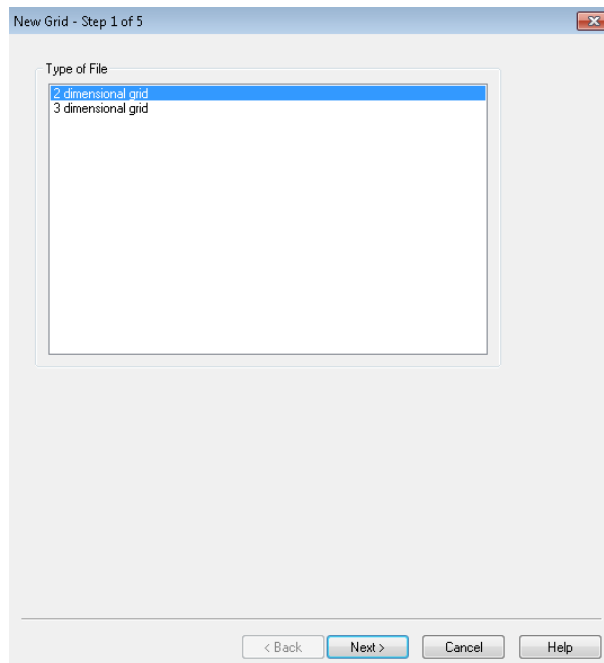 New Grid - Step 1 of 5
Type of File
2 dimensional grid
3 dimensional grid
< Back Next > Cancel Help